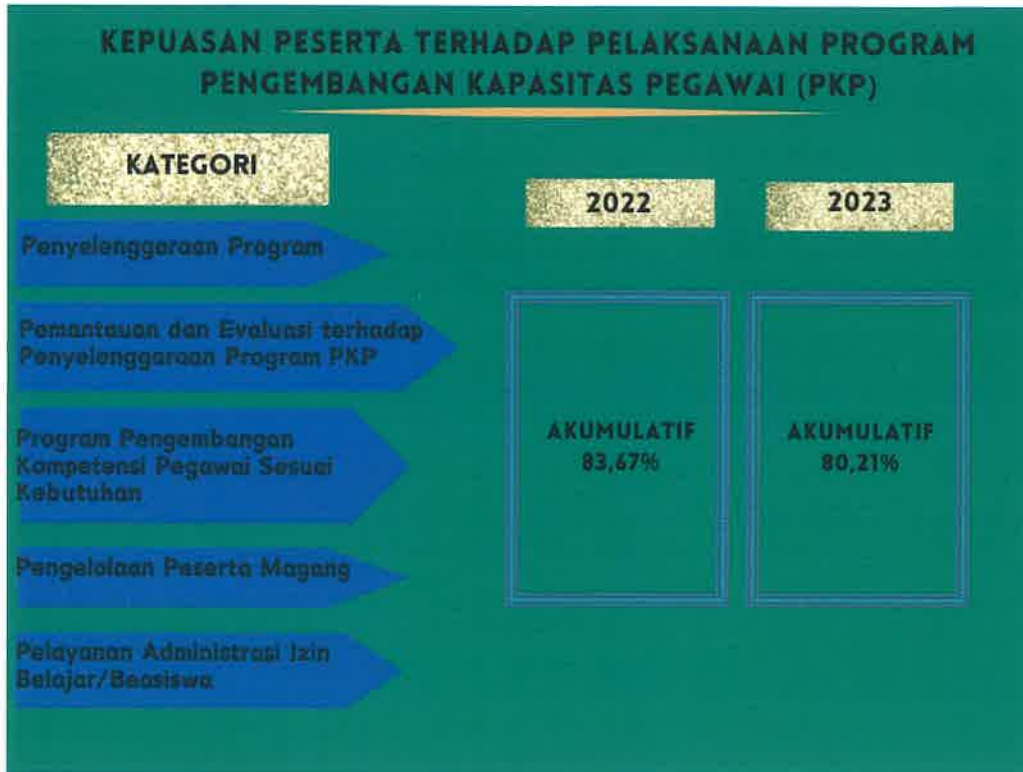 KEPUASAN PESERTA TERHADAP PELAKSANAAN PROGRAM
PENGEMBANGAN KAPASITAS PEGAWAI (PKP)
KATEGORI
2022
2023
Penyelenggaraan Program
Pemantauan dan Evaluasi terhadap
Penyelenggaraan Program PKP
Program Pengembangan
Kompetensi Pegawai Sesuai
Kebutuhan
Pengelolaan Peserta Magang
Pelayanan Administrasi Izin
Belajar/Beasiswa
AKUMULATIF
83,67%
AKUMULATIF
80,21%